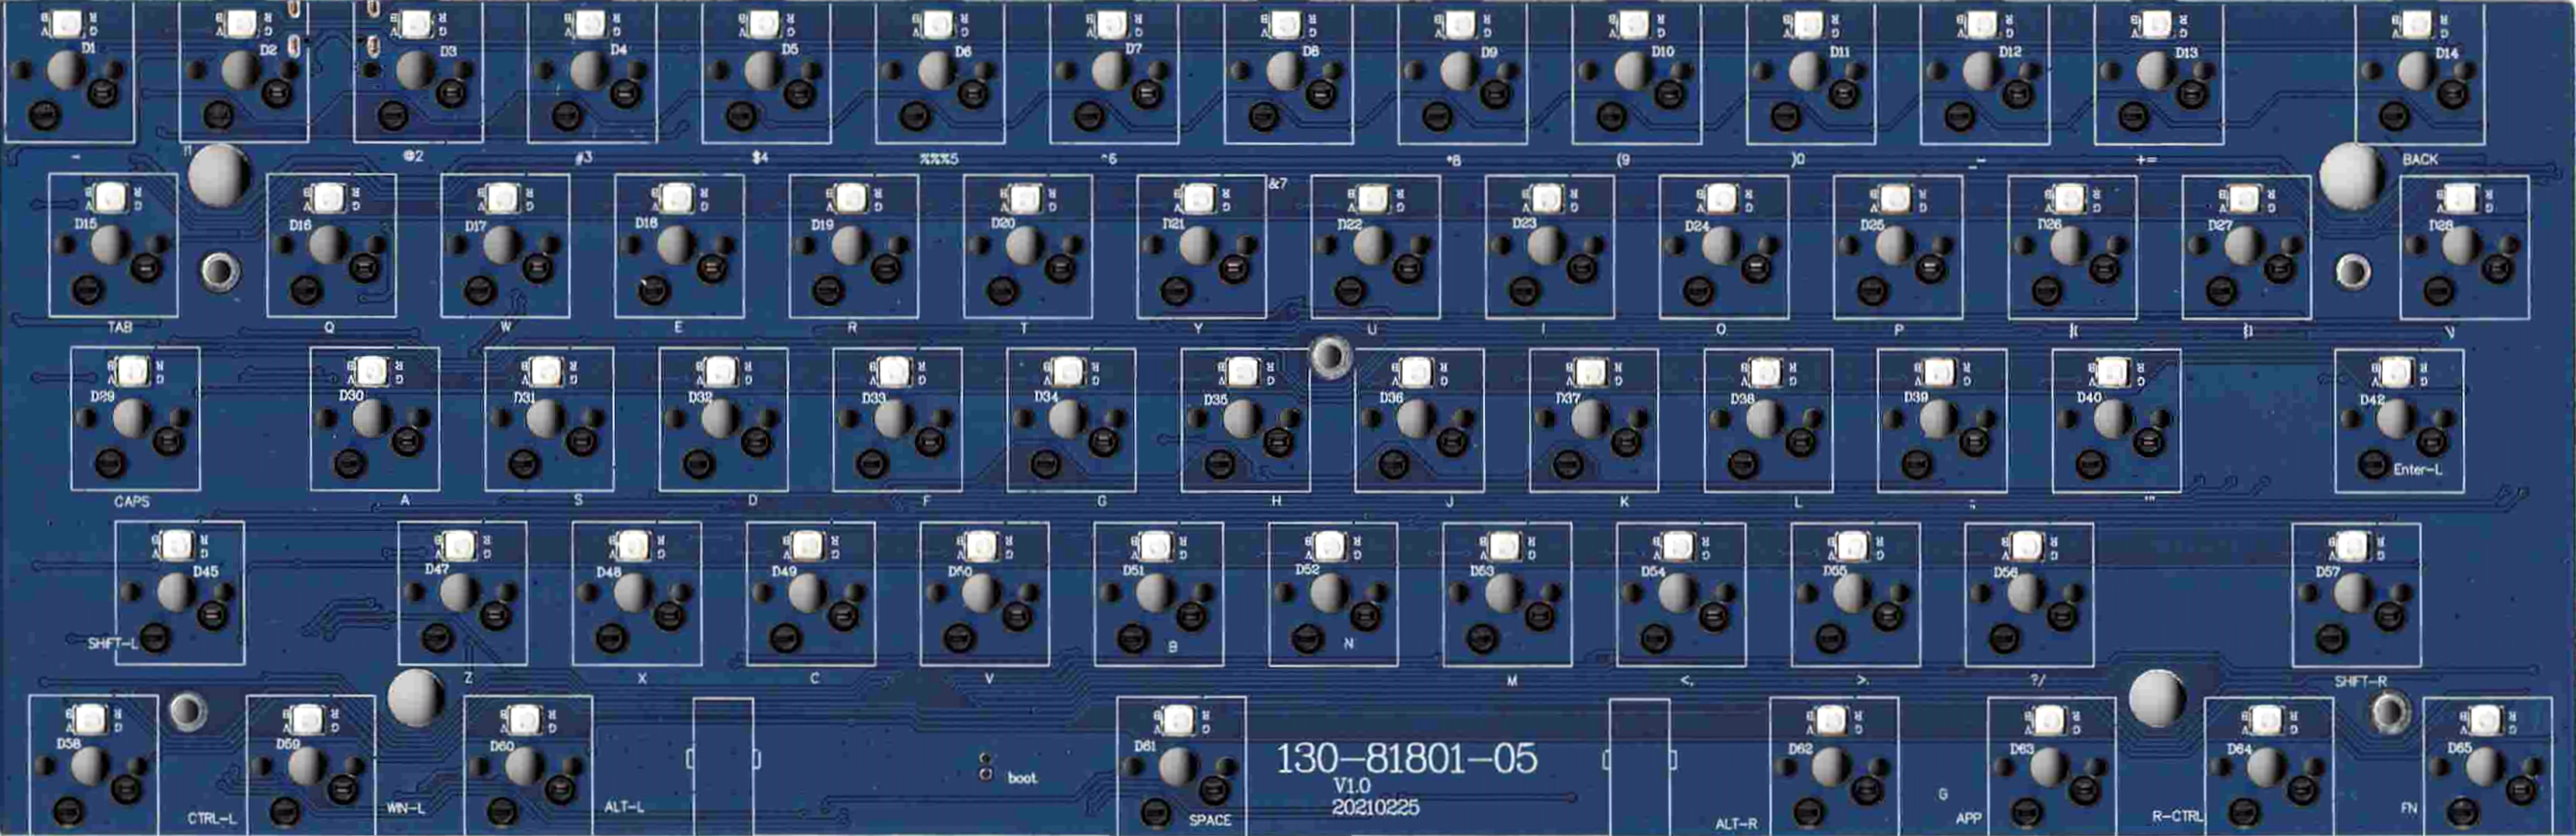 D1 D2 D3 D4 D5 D6 D7 D8 D9 D10 D11 D12 D13 D14
~ !1 @2 #3 $4 %%%5 ^6 *8 (9 )0 _- += BACK
&7
D15 D16 D17 D18 D19 D20 D21 D22 D23 D24 D25 D26 D27 D28
TAB Q W E R T Y U I O P
D29 D30 D31 D32 D33 D34 D35 D36 D37 D38 D39 D40 D42
Enter-L
CAPS A S D F G H J K L
D45 D47 D48 D49 D50 D51 D52 D53 D54 D55 D56 D57
SHIFT-L B N
Z X C V M <, >. ?/ SHIFT-R
D58 D59 D60 D61 D62 D63 D64 D65
130-81801-05
boot
V1.0
20210225
CTRL-L WIN-L ALT-L SPACE ALT-R G APP R-CTRL FN